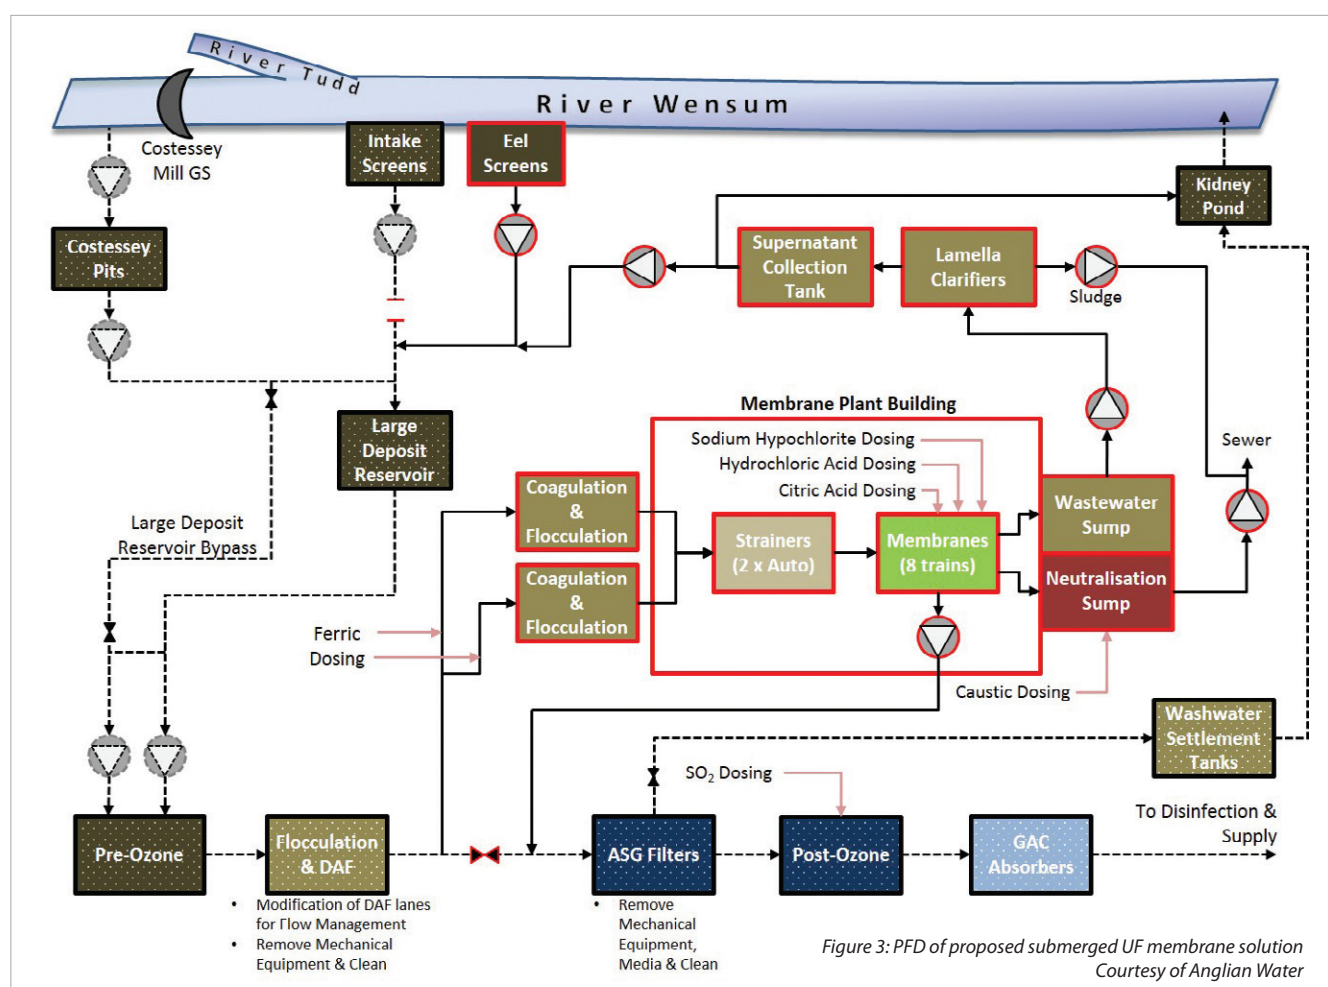 River Tudd
River Wensum
Costessey
Mill GS
Intake
Screens
Eel
Screens
Kidney
Pond
Costessey
Pits
Supernatant
Collection
Tank
Lamella
Clarifiers
Sludge
Large
Deposit
Reservoir
Membrane Plant Building
Sodium Hypochlorite Dosing
Hydrochloric Acid Dosing
Citric Acid Dosing
Sewer
Coagulation
&
Flocculation
Strainers
(2 x Auto)
Membranes
(8 trains)
Wastewater
Sump
Large Deposit
Reservoir Bypass
Coagulation
&
Flocculation
Neutralisation
Sump
Ferric
Dosing
Caustic Dosing
Washwater
Settlement
Tanks
SO₂ Dosing
To Disinfection &
Supply
Pre-Ozone
Flocculation
& DAF
ASG Filters
Post-Ozone
GAC
Absorbers
• Modification of DAF lanes
for Flow Management
• Remove Mechanical
Equipment & Clean
• Remove
Mechanical
Equipment,
Media & Clean
Figure 3: PFD of proposed submerged UF membrane solution
Courtesy of Anglian Water